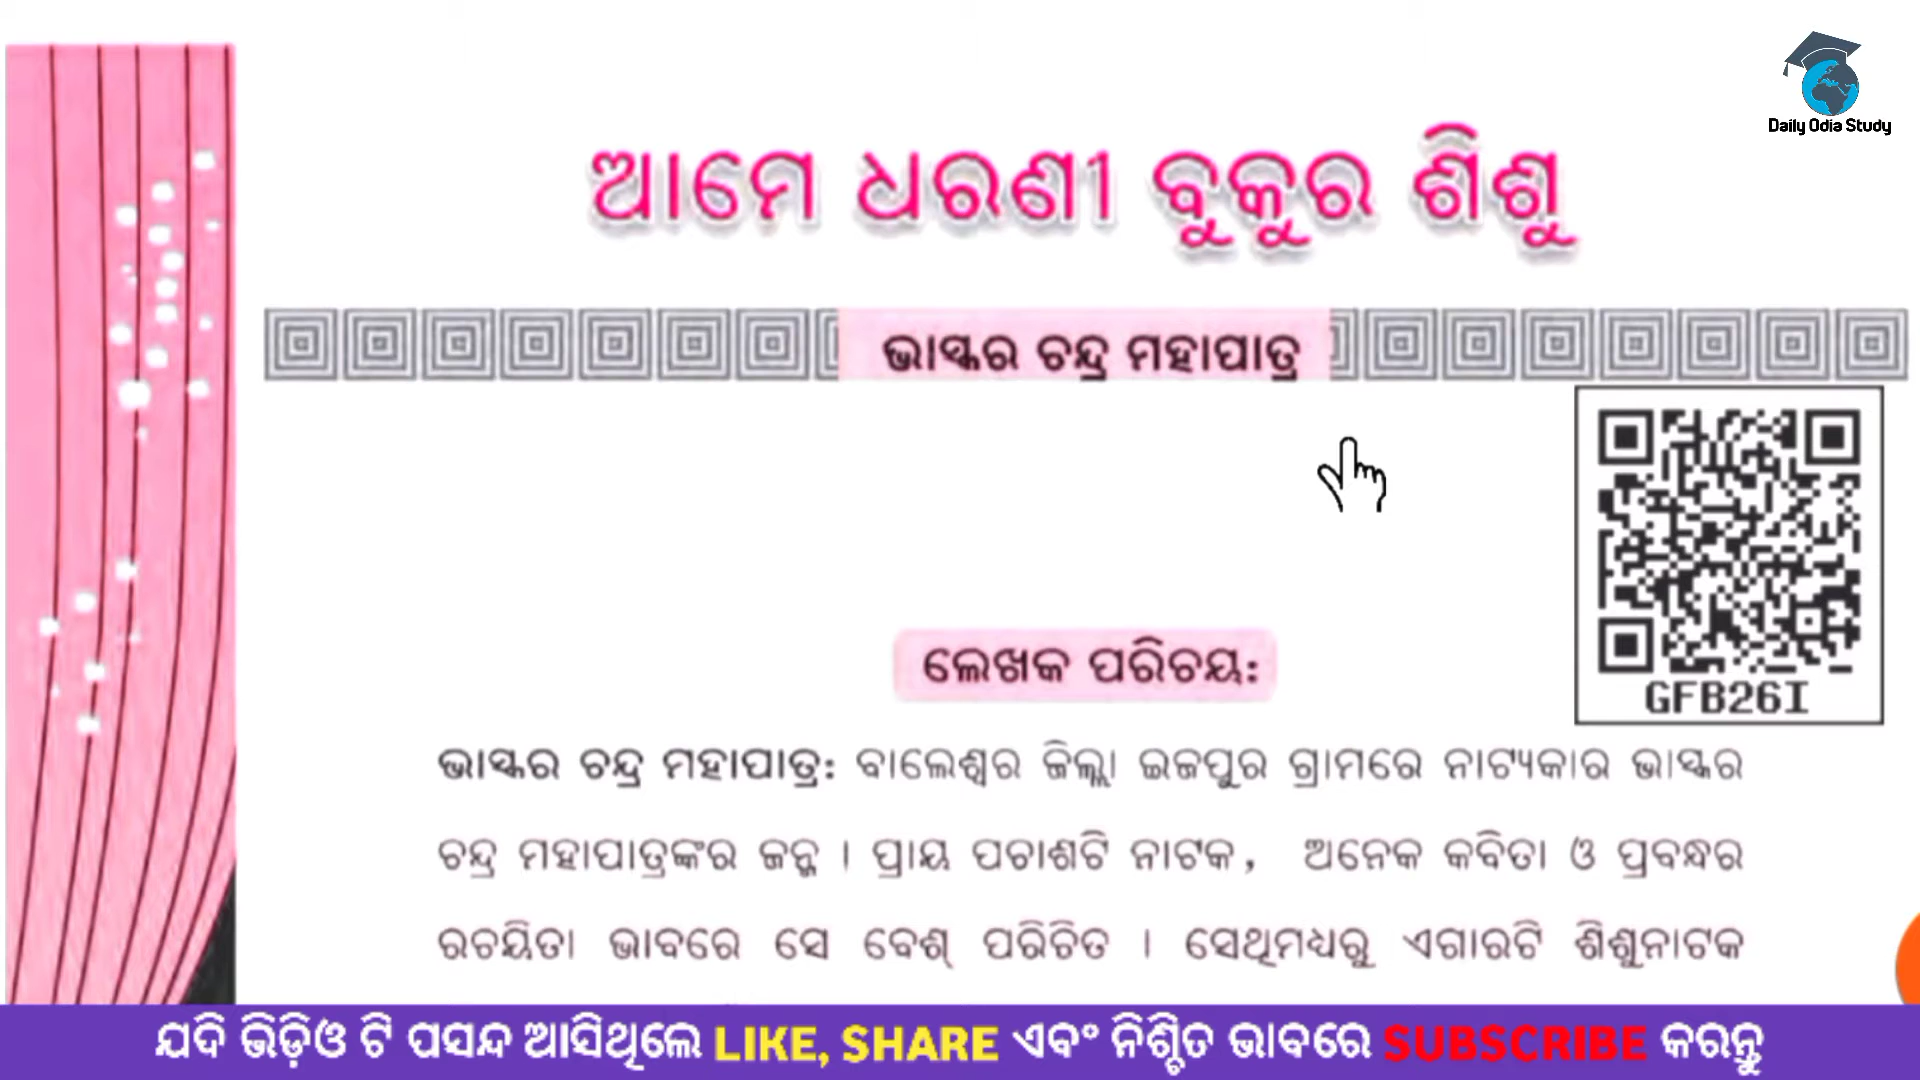 Daily Odia Study
ଆମେ ଧରଣୀ ବୁକୁର ଶିଶୁ
ଭାସ୍କର ଚନ୍ଦ୍ର ମହାପାତ୍ର
GFB26I
ଲେଖକ ପରିଚୟ:
ଭାସ୍କର ଚନ୍ଦ୍ର ମହାପାତ୍ର: ବାଲେଶ୍ୱର ଜିଲ୍ଲା ଇଜପୁର ଗ୍ରାମରେ ନାଟ୍ୟକାର ଭାସ୍କର
ଚନ୍ଦ୍ର ମହାପାତ୍ରଙ୍କର ଜନ୍ମ । ପ୍ରାୟ ପଚାଶଟି ନାଟକ, ଅନେକ କବିତା ଓ ପ୍ରବନ୍ଧର
ରଚୟିତା ଭାବରେ ସେ ବେଶ୍ ପରିଚିତ । ସେଥିମଧ୍ୟରୁ ଏଗାରଟି ଶିଶୁନାଟକ
ଯଦି ଭିଡ଼ିଓ ଟି ପସନ୍ଦ ଆସିଥିଲେ LIKE, SHARE ଏବଂ ନିଶ୍ଚିତ ଭାବରେ SUBSCRIBE କରନ୍ତୁ